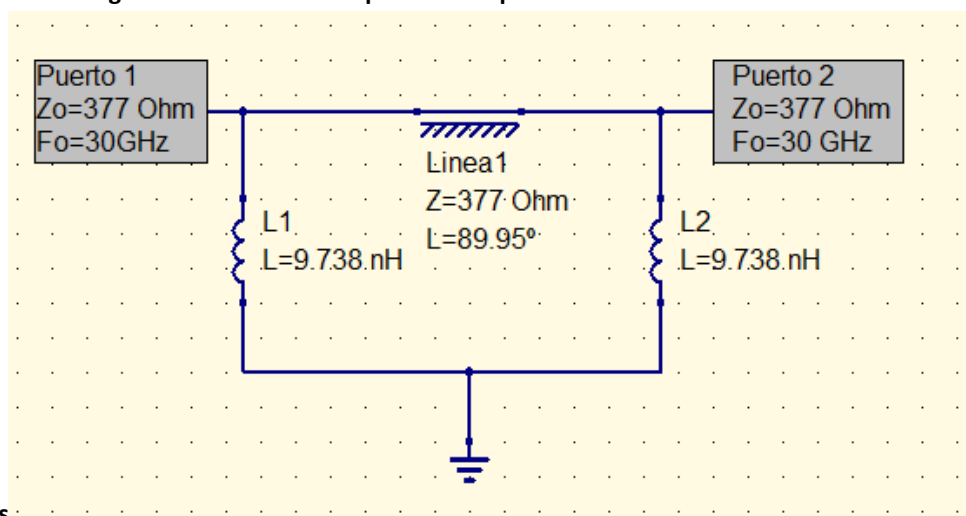 Puerto 1
Zo=377 Ohm
Fo=30GHz
Puerto 2
Zo=377 Ohm
Fo=30 GHz
Linea1
Z=377 Ohm
L=89.95º
L1
L=9.738 nH
L2
L=9.738 nH
s